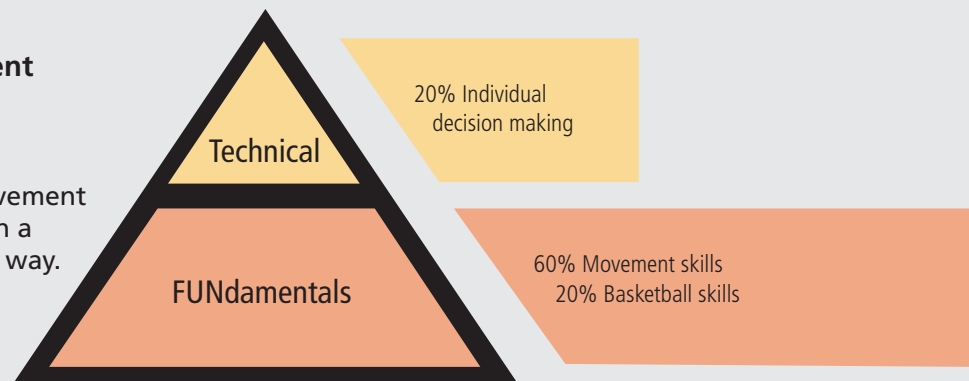 ent
vement
n a
way.
Technical
20% Individual
decision making
FUNdamentals
60% Movement skills
20% Basketball skills